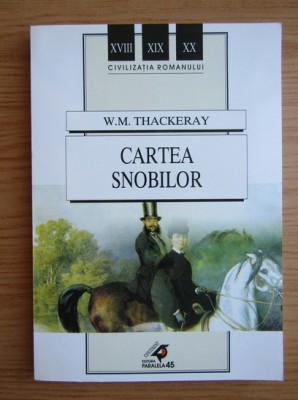 XVIII XIX XX
CIVILIZAȚIA ROMANULUI
W.M. THACKERAY
CARTEA
SNOBILOR
EDITURA
PARALELA 45